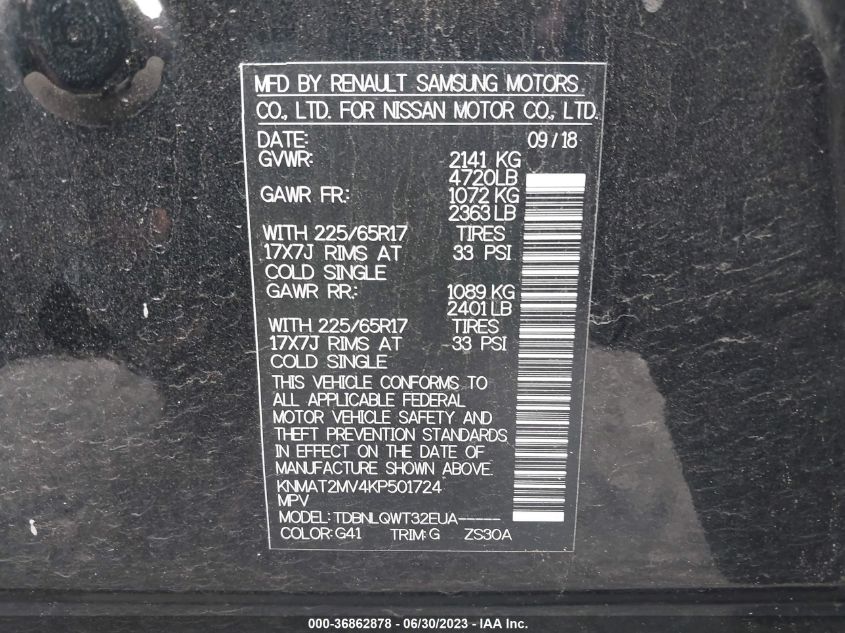 MFD BY RENAULT SAMSUNG MOTORS
CO., LTD. FOR NISSAN MOTOR CO., LTD.
DATE: 09/18
GVWR: 2141 KG
4720LB
GAWR FR: 1072 KG
2363LB
WITH 225/65R17 TIRES
17X7J RIMS AT 33 PSI
COLD SINGLE
GAWR RR: 1089 KG
2401LB
WITH 225/65R17 TIRES
17X7J RIMS AT 33 PSI
COLD SINGLE
THIS VEHICLE CONFORMS TO
ALL APPLICABLE FEDERAL
MOTOR VEHICLE SAFETY AND
THEFT PREVENTION STANDARDS
IN EFFECT ON THE DATE OF
MANUFACTURE SHOWN ABOVE.
KNMAT2MV4KP501724
MPV
MODEL: TDBNLQWT32EUA-----
COLOR: G41 TRIM: G ZS30A
000-36862878 - 06/30/2023 - IAA Inc.